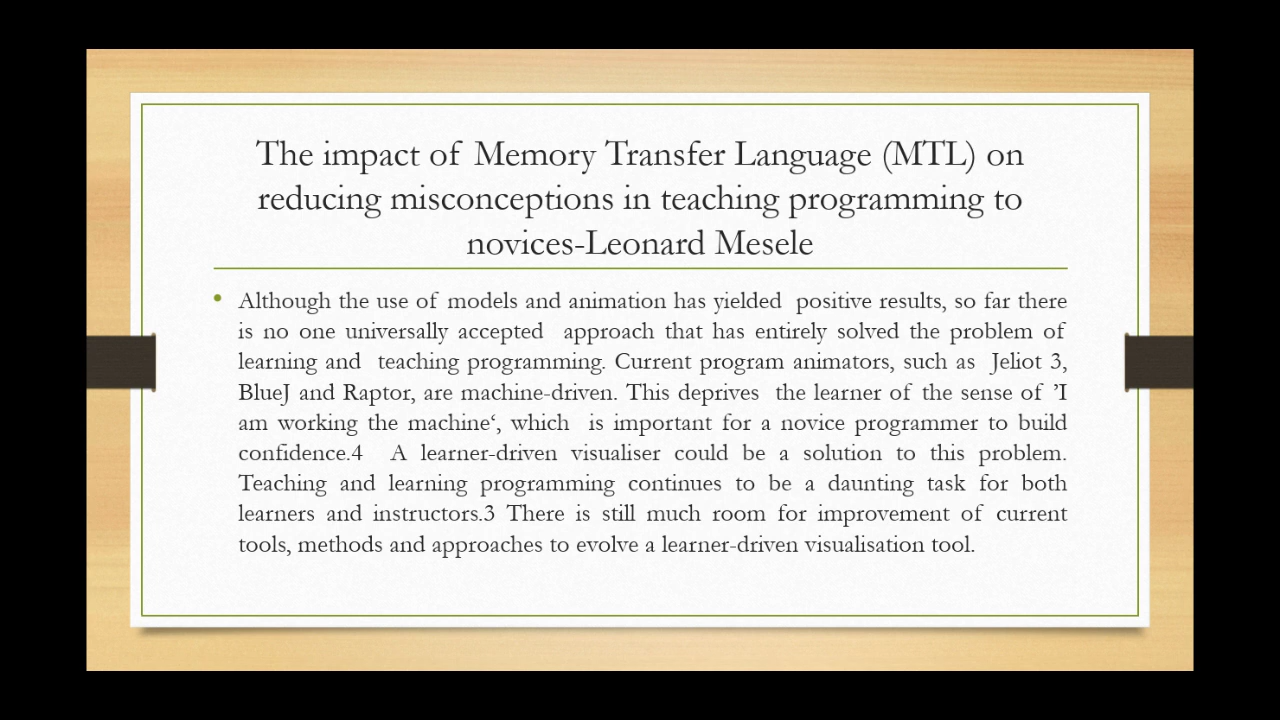 The impact of Memory Transfer Language (MTL) on
reducing misconceptions in teaching programming to
novices-Leonard Mesele
• Although the use of models and animation has yielded positive results, so far there
is no one universally accepted approach that has entirely solved the problem of
learning and teaching programming. Current program animators, such as Jeliot 3,
BlueJ and Raptor, are machine-driven. This deprives the learner of the sense of ’I
am working the machine‘, which is important for a novice programmer to build
confidence.4 A learner-driven visualiser could be a solution to this problem.
Teaching and learning programming continues to be a daunting task for both
learners and instructors.3 There is still much room for improvement of current
tools, methods and approaches to evolve a learner-driven visualisation tool.